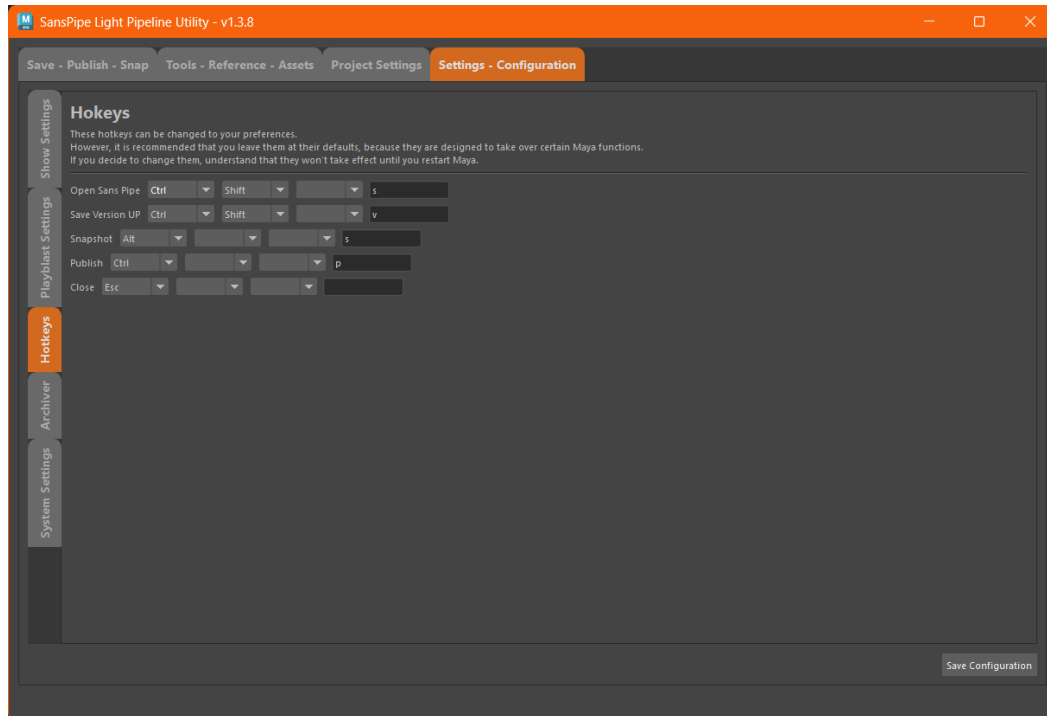 SansPipe Light Pipeline Utility - v1.3.8
Save - Publish - Snap Tools - Reference - Assets Project Settings Settings - Configuration
Show Settings
Playblast Settings
Hotkeys
Archiver
System Settings
Hokeys
These hotkeys can be changed to your preferences.
However, it is recommended that you leave them at their defaults, because they are designed to take over certain Maya functions.
If you decide to change them, understand that they won't take effect until you restart Maya.
Open Sans Pipe Ctrl Shift s
Save Version UP Ctrl Shift v
Snapshot Alt s
Publish Ctrl p
Close Esc
Save Configuration